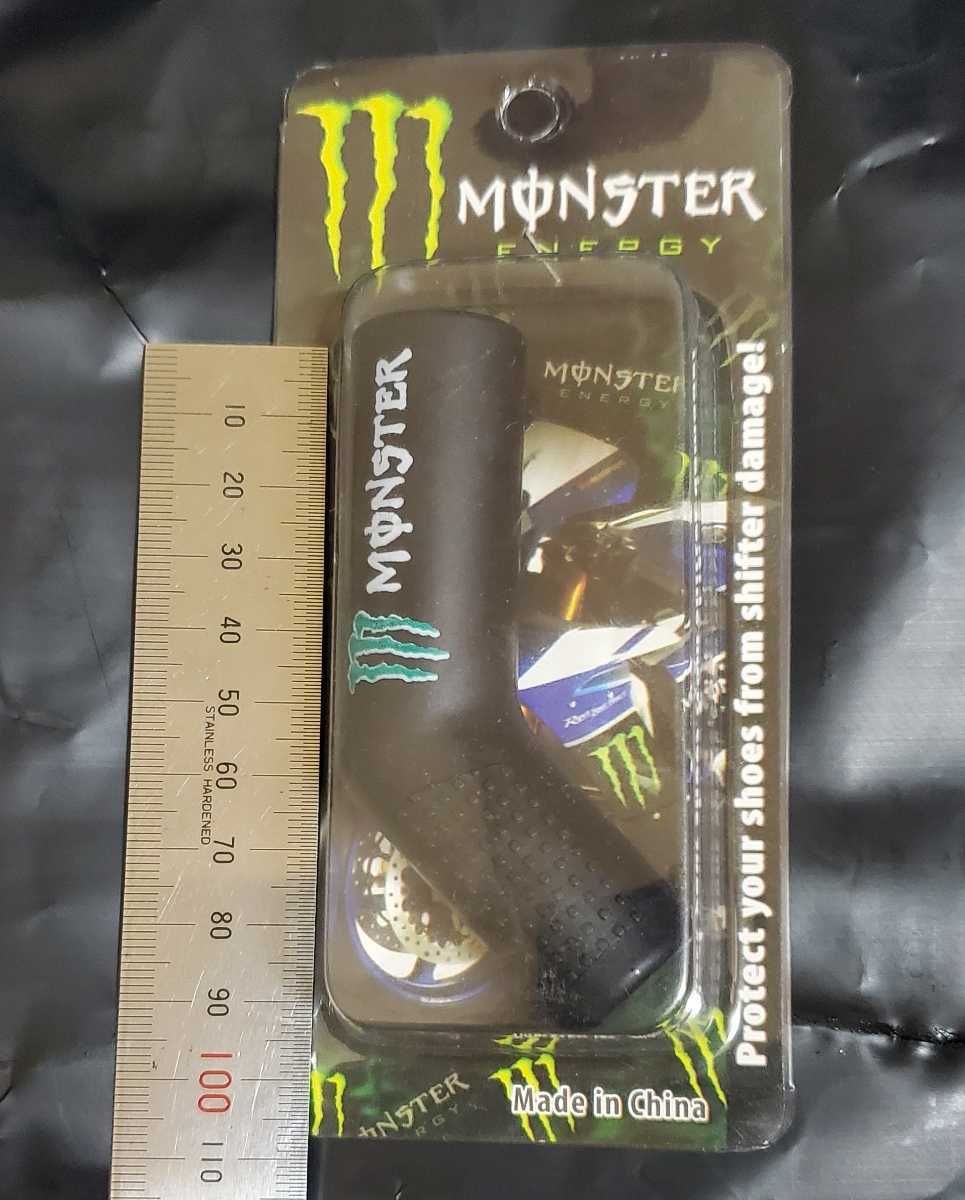 MONSTER
ENERGY
MONSTER
MONSTER
ENERGY
Protect your shoes from shifter damage!
10
20
30
40
50
60
70
80
90
100
110
STAINLESS HARDENED
Made in China